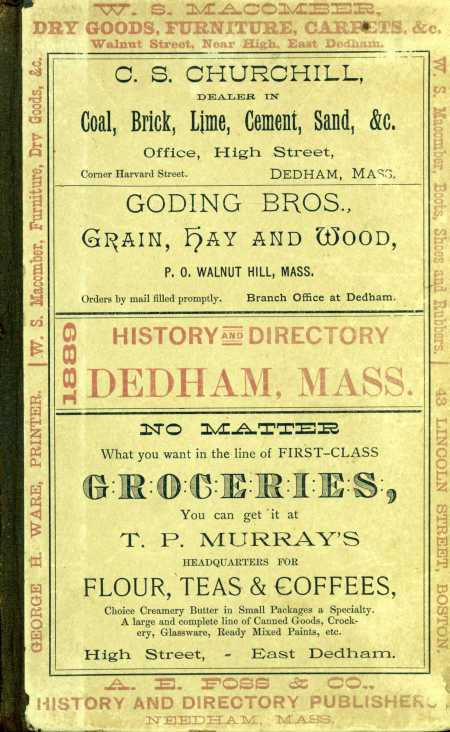 W. S. MACOMBER,
DRY GOODS, FURNITURE, CARPETS, &c.
Walnut Street, Near High, East Dedham.
C. S. CHURCHILL,
DEALER IN
Coal, Brick, Lime, Cement, Sand, &c.
Office, High Street,
Corner Harvard Street. DEDHAM, MASS.
GODING BROS.,
GRAIN, HAY AND WOOD,
P. O. WALNUT HILL, MASS.
Orders by mail filled promptly. Branch Office at Dedham.
1889
HISTORY AND DIRECTORY
DEDHAM, MASS.
NO MATTER
What you want in the line of FIRST-CLASS
GROCERIES,
You can get it at
T. P. MURRAY'S
HEADQUARTERS FOR
FLOUR, TEAS & COFFEES,
Choice Creamery Butter in Small Packages a Specialty.
A large and complete line of Canned Goods, Crock-
ery, Glassware, Ready Mixed Paints, etc.
High Street, - East Dedham.
A. E. FOSS & CO.,
HISTORY AND DIRECTORY PUBLISHERS
NEEDHAM, MASS.
GEORGE H. WARE, PRINTER. W. S. Macomber, Furniture, Dry Goods, &c.
W. S. Macomber, Boots, Shoes and Rubbers. 43 LINCOLN STREET, BOSTON.